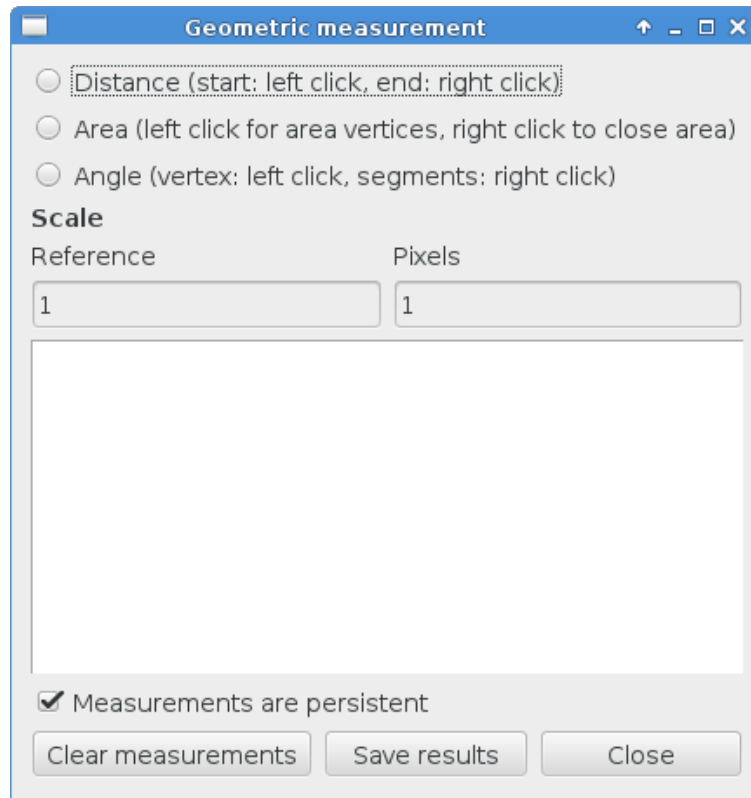 Geometric measurement
Distance (start: left click, end: right click)
Area (left click for area vertices, right click to close area)
Angle (vertex: left click, segments: right click)
Scale
Reference Pixels
1 1
Measurements are persistent
Clear measurements Save results Close